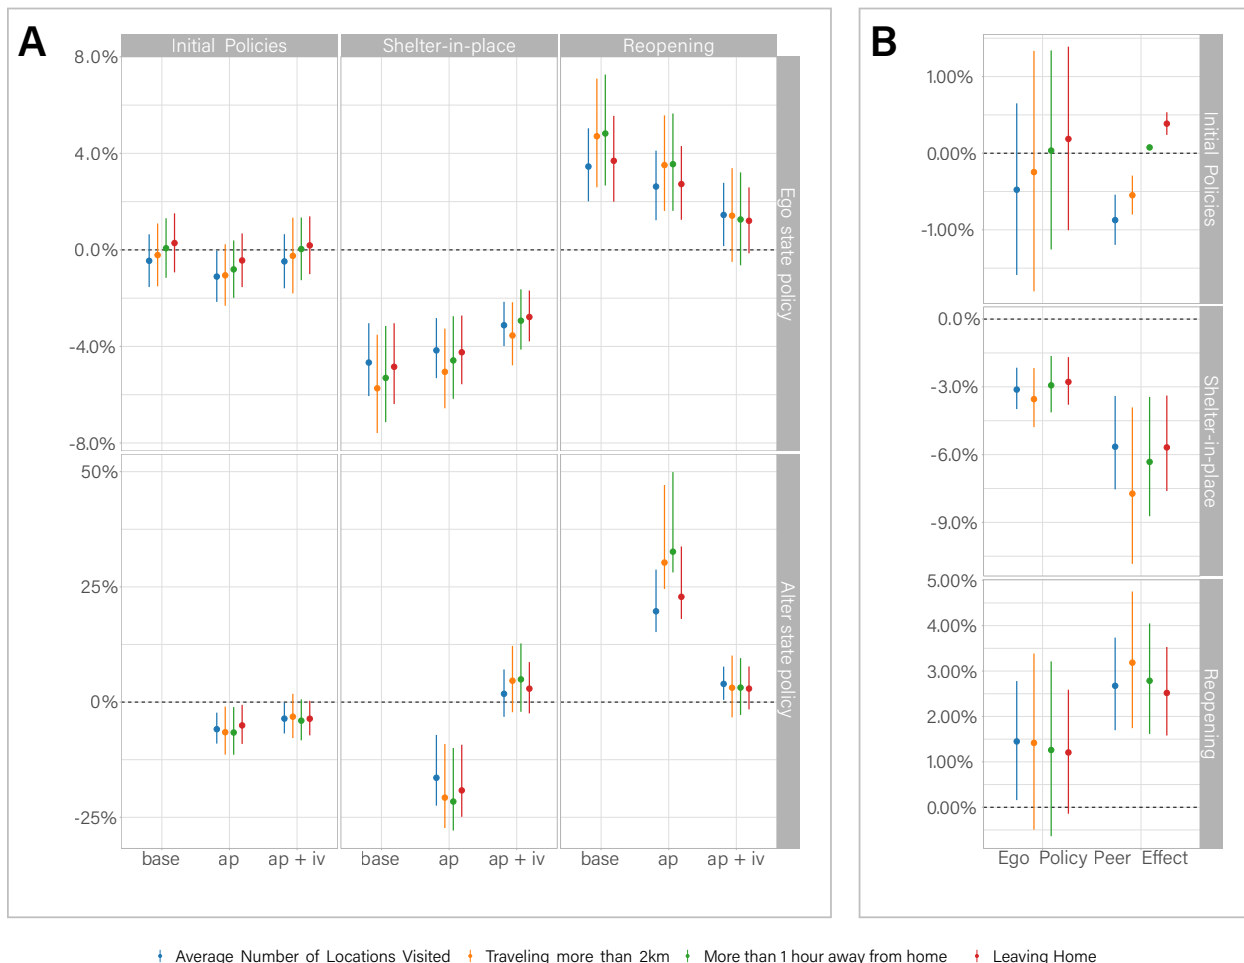 A
Initial Policies
Shelter-in-place
Reopening
8.0%
4.0%
0.0%
-4.0%
-8.0%
Ego state policy
50%
25%
0%
-25%
Alter state policy
base
ap
ap + iv
base
ap
ap + iv
base
ap
ap + iv
B
1.00%
0.00%
-1.00%
Initial Policies
0.0%
-3.0%
-6.0%
-9.0%
Shelter-in-place
5.00%
4.00%
3.00%
2.00%
1.00%
0.00%
Reopening
Ego Policy
Peer Effect
Average Number of Locations Visited
Traveling more than 2km
More than 1 hour away from home
Leaving Home